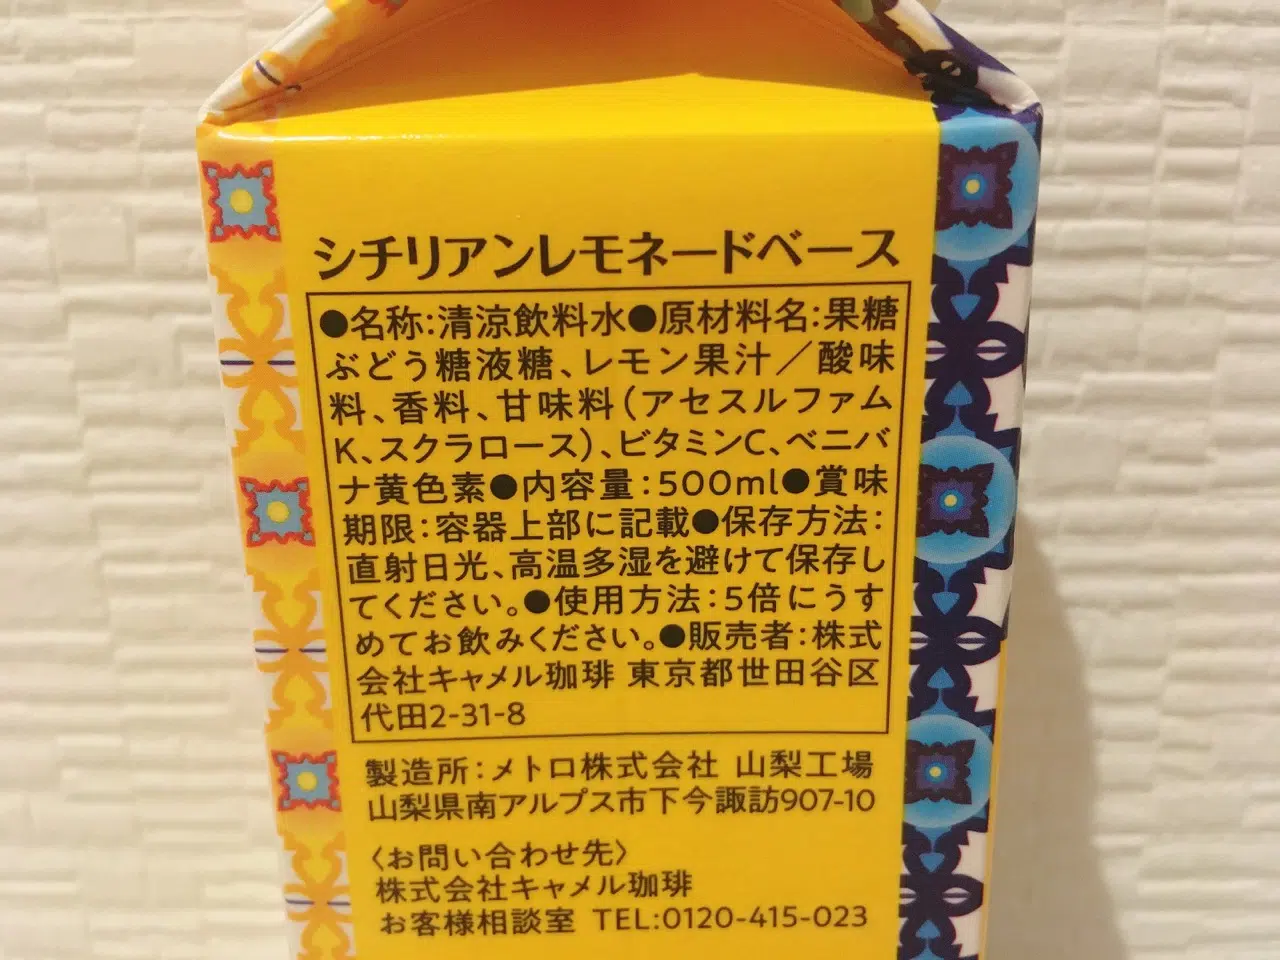 シチリアンレモネードベース
●名称:清涼飲料水●原材料名:果糖
ぶどう糖液糖、レモン果汁／酸味
料、香料、甘味料(アセスルファム
K、スクラロース)、ビタミンC、ベニバ
ナ黄色素●内容量:500ml●賞味
期限:容器上部に記載●保存方法:
直射日光、高温多湿を避けて保存し
てください。●使用方法:5倍にうす
めてお飲みください。●販売者:株式
会社キャメル珈琲 東京都世田谷区
代田2-31-8
製造所:メトロ株式会社 山梨工場
山梨県南アルプス市下今諏訪907-10
〈お問い合わせ先〉
株式会社キャメル珈琲
お客様相談室 TEL:0120-415-023